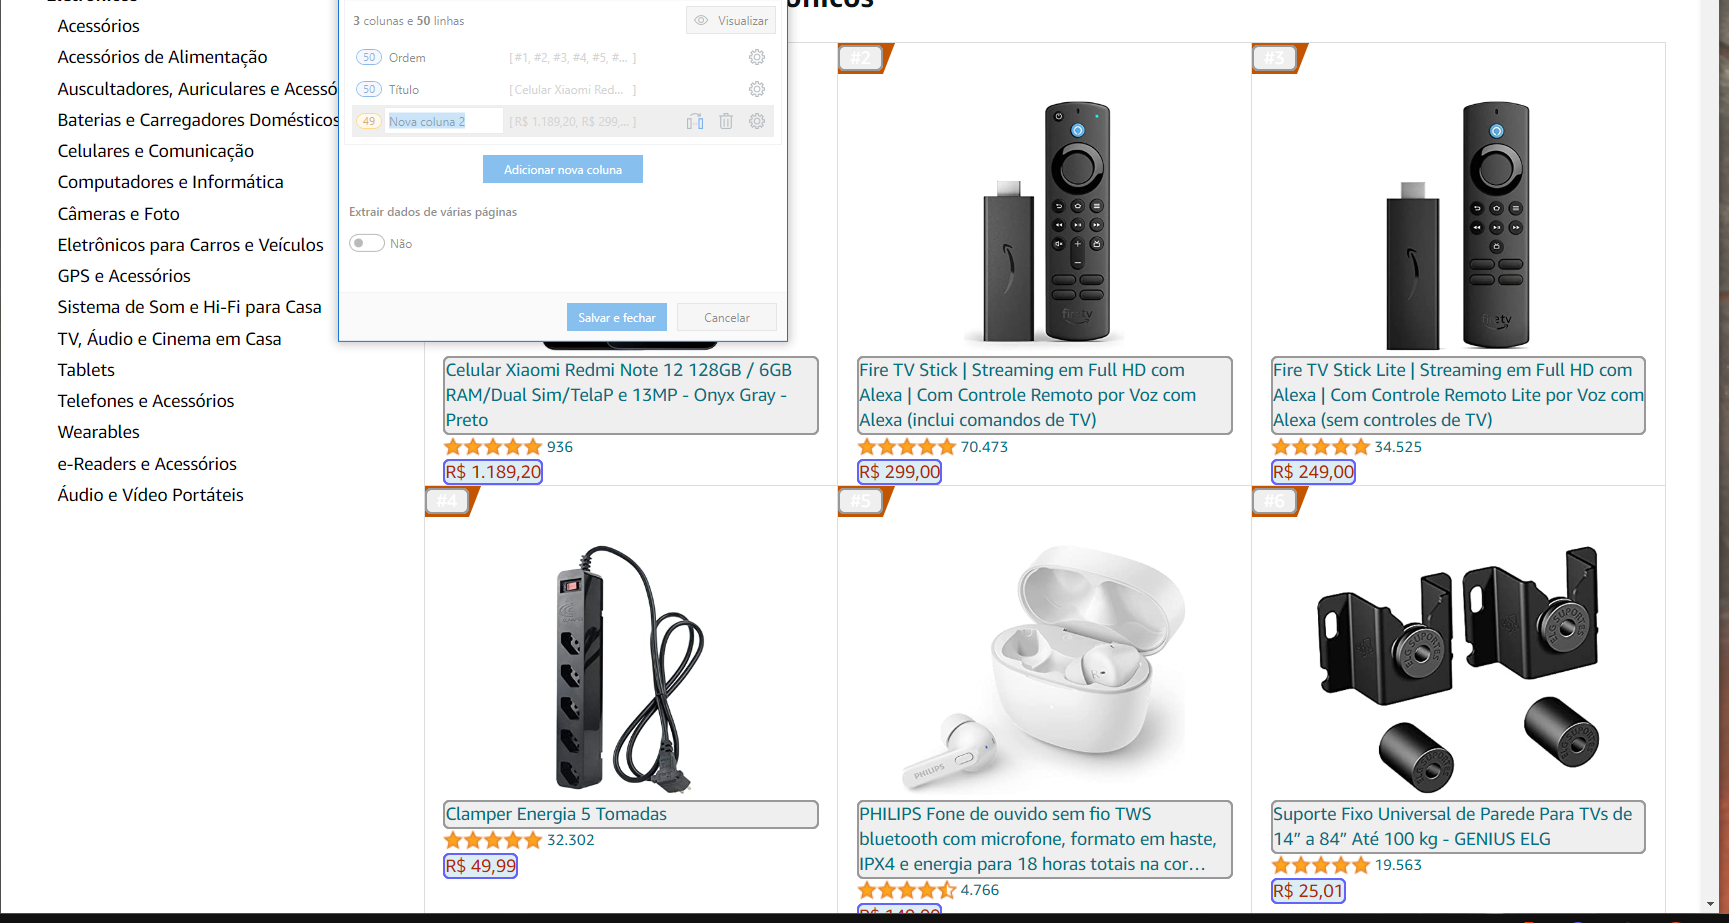 Acessórios
Acessórios de Alimentação
Auscultadores, Auriculares e Acessó
Baterias e Carregadores Domésticos
Celulares e Comunicação
Computadores e Informática
Câmeras e Foto
Eletrônicos para Carros e Veículos
GPS e Acessórios
Sistema de Som e Hi-Fi para Casa
TV, Áudio e Cinema em Casa
Tablets
Telefones e Acessórios
Wearables
e-Readers e Acessórios
Áudio e Vídeo Portáteis
3 colunas e 50 linhas
Visualizar
50 Ordem [ #1, #2, #3, #4, #5, #... ]
50 Título [ Celular Xiaomi Red... ]
49 Nova coluna 2 [ R$ 1.189,20, R$ 299,... ]
Adicionar nova coluna
Extrair dados de várias páginas
Não
Salvar e fechar
Cancelar
ônicos
Celular Xiaomi Redmi Note 12 128GB / 6GB
RAM/Dual Sim/TelaP e 13MP - Onyx Gray -
Preto
936
R$ 1.189,20
#2
firetv
Fire TV Stick | Streaming em Full HD com
Alexa | Com Controle Remoto por Voz com
Alexa (inclui comandos de TV)
70.473
R$ 299,00
#3
firetv
Fire TV Stick Lite | Streaming em Full HD com
Alexa | Com Controle Remoto Lite por Voz com
Alexa (sem controles de TV)
34.525
R$ 249,00
#4
Clamper Energia 5 Tomadas
32.302
R$ 49,99
#5
PHILIPS
PHILIPS Fone de ouvido sem fio TWS
bluetooth com microfone, formato em haste,
IPX4 e energia para 18 horas totais na cor…
4.766
R$ 149,00
#6
ELG SUPORTES
ELG SUPORTES
Suporte Fixo Universal de Parede Para TVs de
14” a 84” Até 100 kg - GENIUS ELG
19.563
R$ 25,01